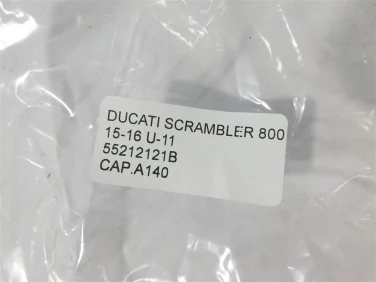 DUCATI SCRAMBLER 800
15-16 U-11
55212121B
CAP.A140